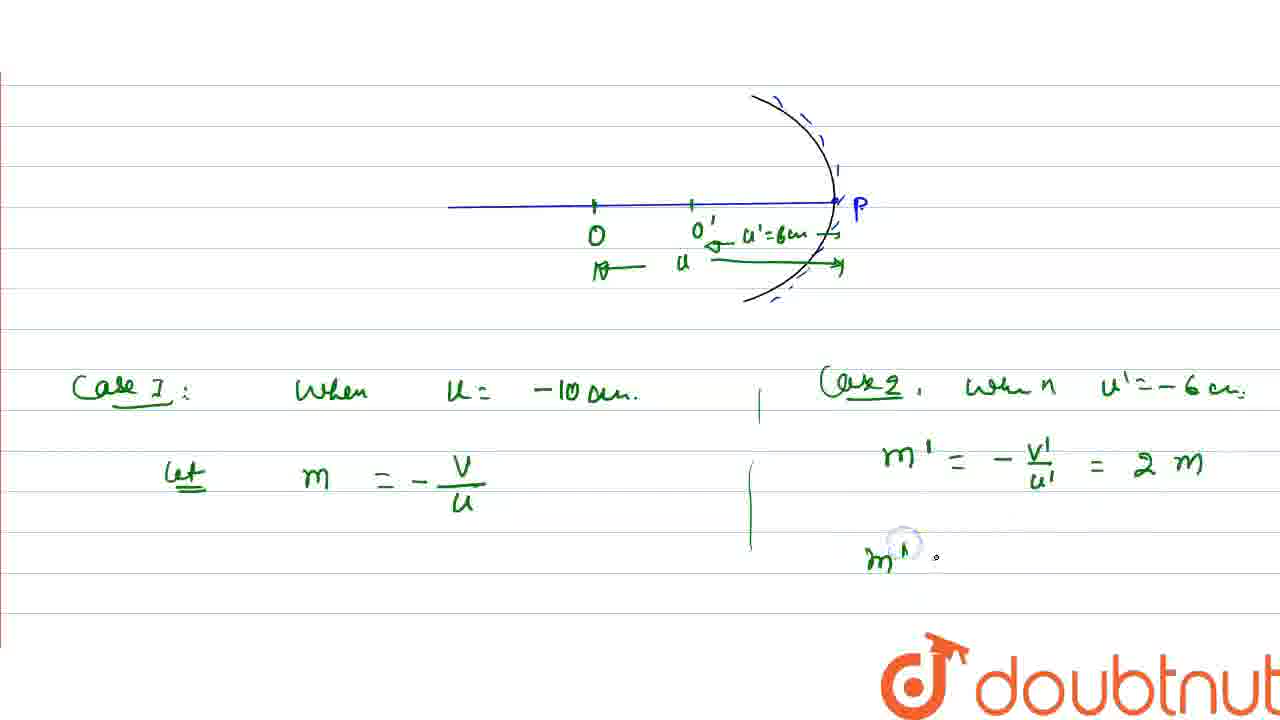 P
O O' u'=6cm
u
Case I: When u = -10 cm. Case 2, When u' = -6 cm.
Let m = - V/u m' = - V'/u' = 2 m
m'
doubtnut